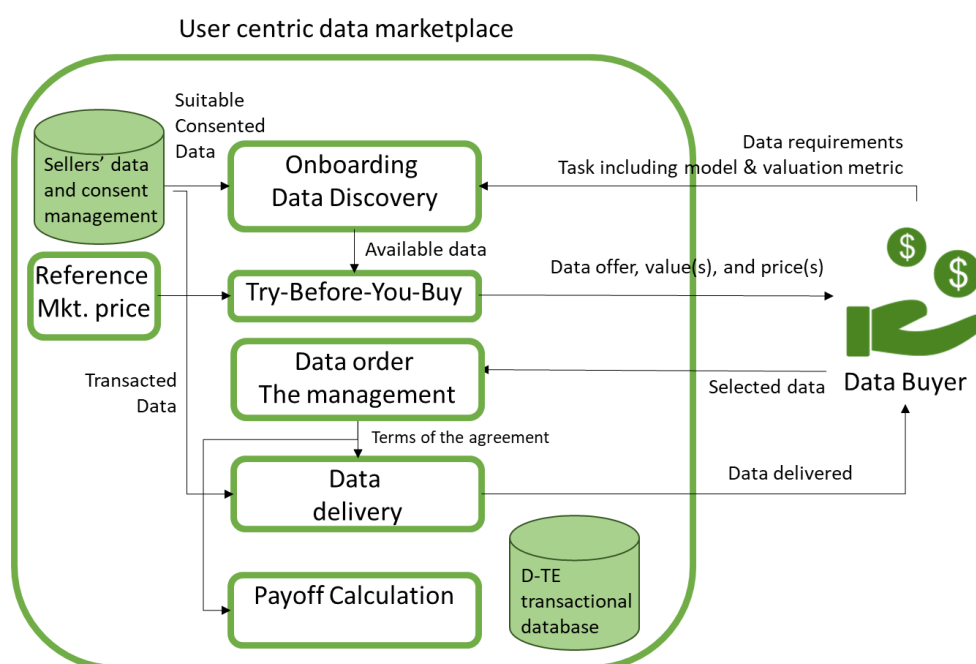 User centric data marketplace
Suitable
Consented
Data
Sellers' data
and consent
management
Onboarding
Data Discovery
Data requirements
Task including model & valuation metric
Available data
Reference
Mkt. price
Try-Before-You-Buy
Data offer, value(s), and price(s)
$
$
Data order
The management
Transacted
Data
Selected data
Data Buyer
Terms of the agreement
Data
delivery
Data delivered
Payoff Calculation
D-TE
transactional
database